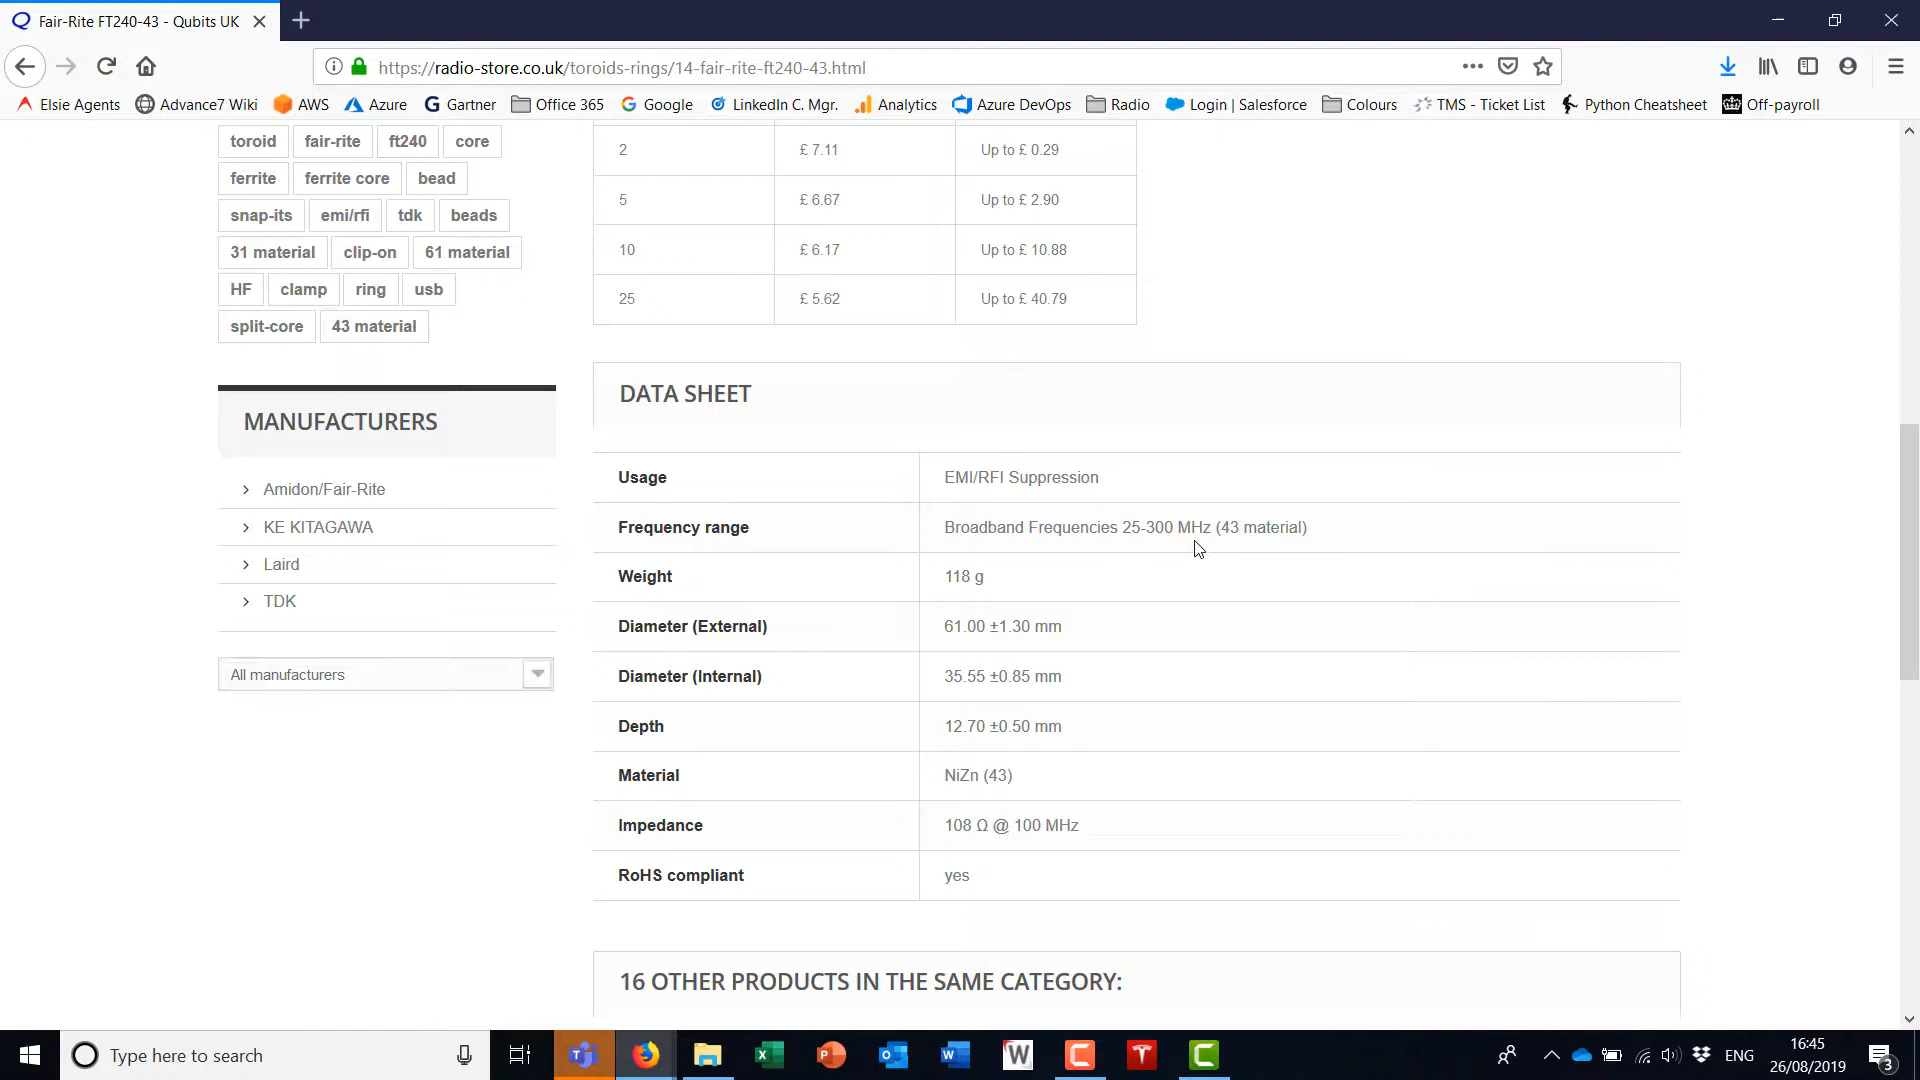 Fair-Rite FT240-43 - Qubits UK
https://radio-store.co.uk/toroids-rings/14-fair-rite-ft240-43.html
Elsie Agents Advance7 Wiki AWS Azure Gartner Office 365 Google LinkedIn C. Mgr. Analytics Azure DevOps Radio Login | Salesforce Colours TMS - Ticket List Python Cheatsheet Off-payroll
toroid fair-rite ft240 core
ferrite ferrite core bead
snap-its emi/rfi tdk beads
31 material clip-on 61 material
HF clamp ring usb
split-core 43 material
MANUFACTURERS
Amidon/Fair-Rite
KE KITAGAWA
Laird
TDK
All manufacturers
2 £ 7.11 Up to £ 0.29
5 £ 6.67 Up to £ 2.90
10 £ 6.17 Up to £ 10.88
25 £ 5.62 Up to £ 40.79
DATA SHEET
Usage EMI/RFI Suppression
Frequency range Broadband Frequencies 25-300 MHz (43 material)
Weight 118 g
Diameter (External) 61.00 ±1.30 mm
Diameter (Internal) 35.55 ±0.85 mm
Depth 12.70 ±0.50 mm
Material NiZn (43)
Impedance 108 Ω @ 100 MHz
RoHS compliant yes
16 OTHER PRODUCTS IN THE SAME CATEGORY:
Type here to search
ENG
16:45
26/08/2019
3